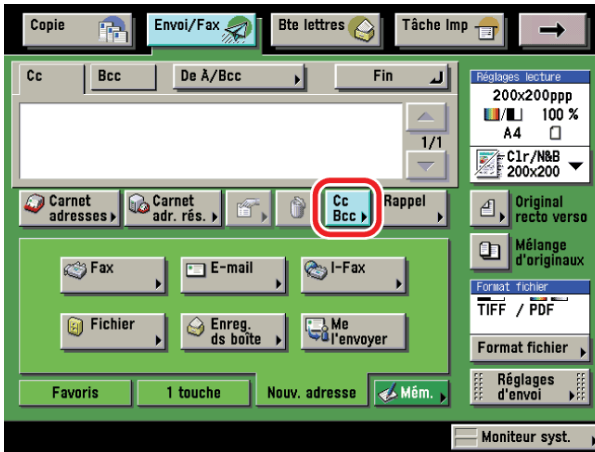 Copie
Envoi/Fax
Bte lettres
Tâche Imp
Cc
Bcc
De À/Bcc
Fin
1/1
Réglages lecture
200x200ppp
/ 100 %
A4
Clr/N&B
200x200
Carnet
adresses
Carnet
adr. rés.
Cc
Bcc
Rappel
Original
recto verso
Mélange
d'originaux
Fax
E-mail
I-Fax
Fichier
Enreg.
ds boîte
Me
l'envoyer
Format fichier
TIFF / PDF
Format fichier
Réglages
d'envoi
Favoris
1 touche
Nouv. adresse
Mém.
Moniteur syst.